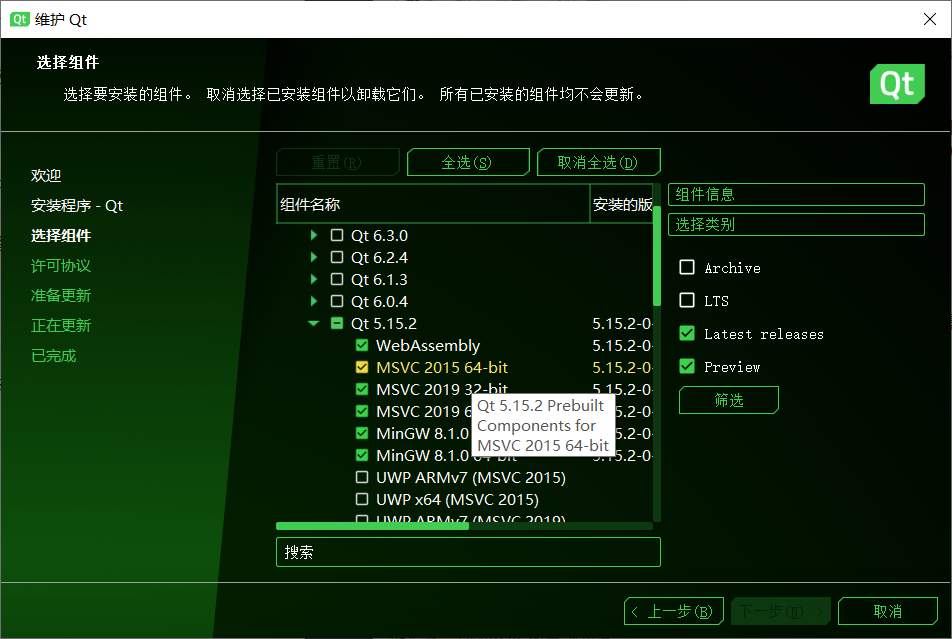 Qt 维护 Qt
选择组件
选择要安装的组件。 取消选择已安装组件以卸载它们。 所有已安装的组件均不会更新。
Qt
欢迎
安装程序 - Qt
选择组件
许可协议
准备更新
正在更新
已完成
重置(R) 全选(S) 取消全选(D)
组件名称 安装的版
Qt 6.3.0
Qt 6.2.4
Qt 6.1.3
Qt 6.0.4
Qt 5.15.2 5.15.2-0-
WebAssembly 5.15.2-0-
MSVC 2015 64-bit 5.15.2-0-
MSVC 2019 32-bit 5.15.2-0-
MSVC 2019 6 5.2-0-
MinGW 8.1.0 5.2-0-
MinGW 8.1.0 64-bit 5.15.2-0-
UWP ARMv7 (MSVC 2015)
UWP x64 (MSVC 2015)
UWP ARMv7 (MSVC 2019)
Qt 5.15.2 Prebuilt
Components for
MSVC 2015 64-bit
搜索
组件信息
选择类别
Archive
LTS
Latest releases
Preview
筛选
上一步(B) 下一步(N) 取消